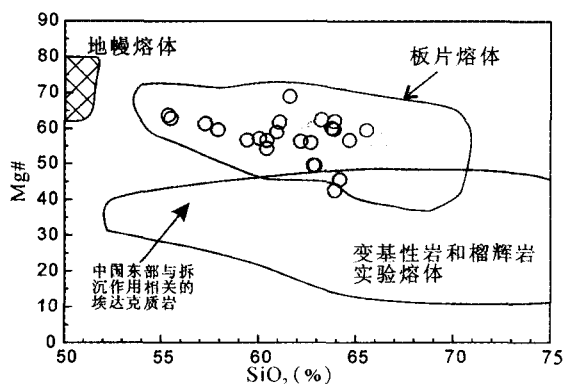 90
80
70
60
50
40
30
20
10
0
Mg#
地幔熔体
板片熔体
变基性岩和榴辉岩
实验熔体
中国东部与拆
沉作用相关的
埃达克质岩
50
55
60
65
70
75
SiO₂(%)